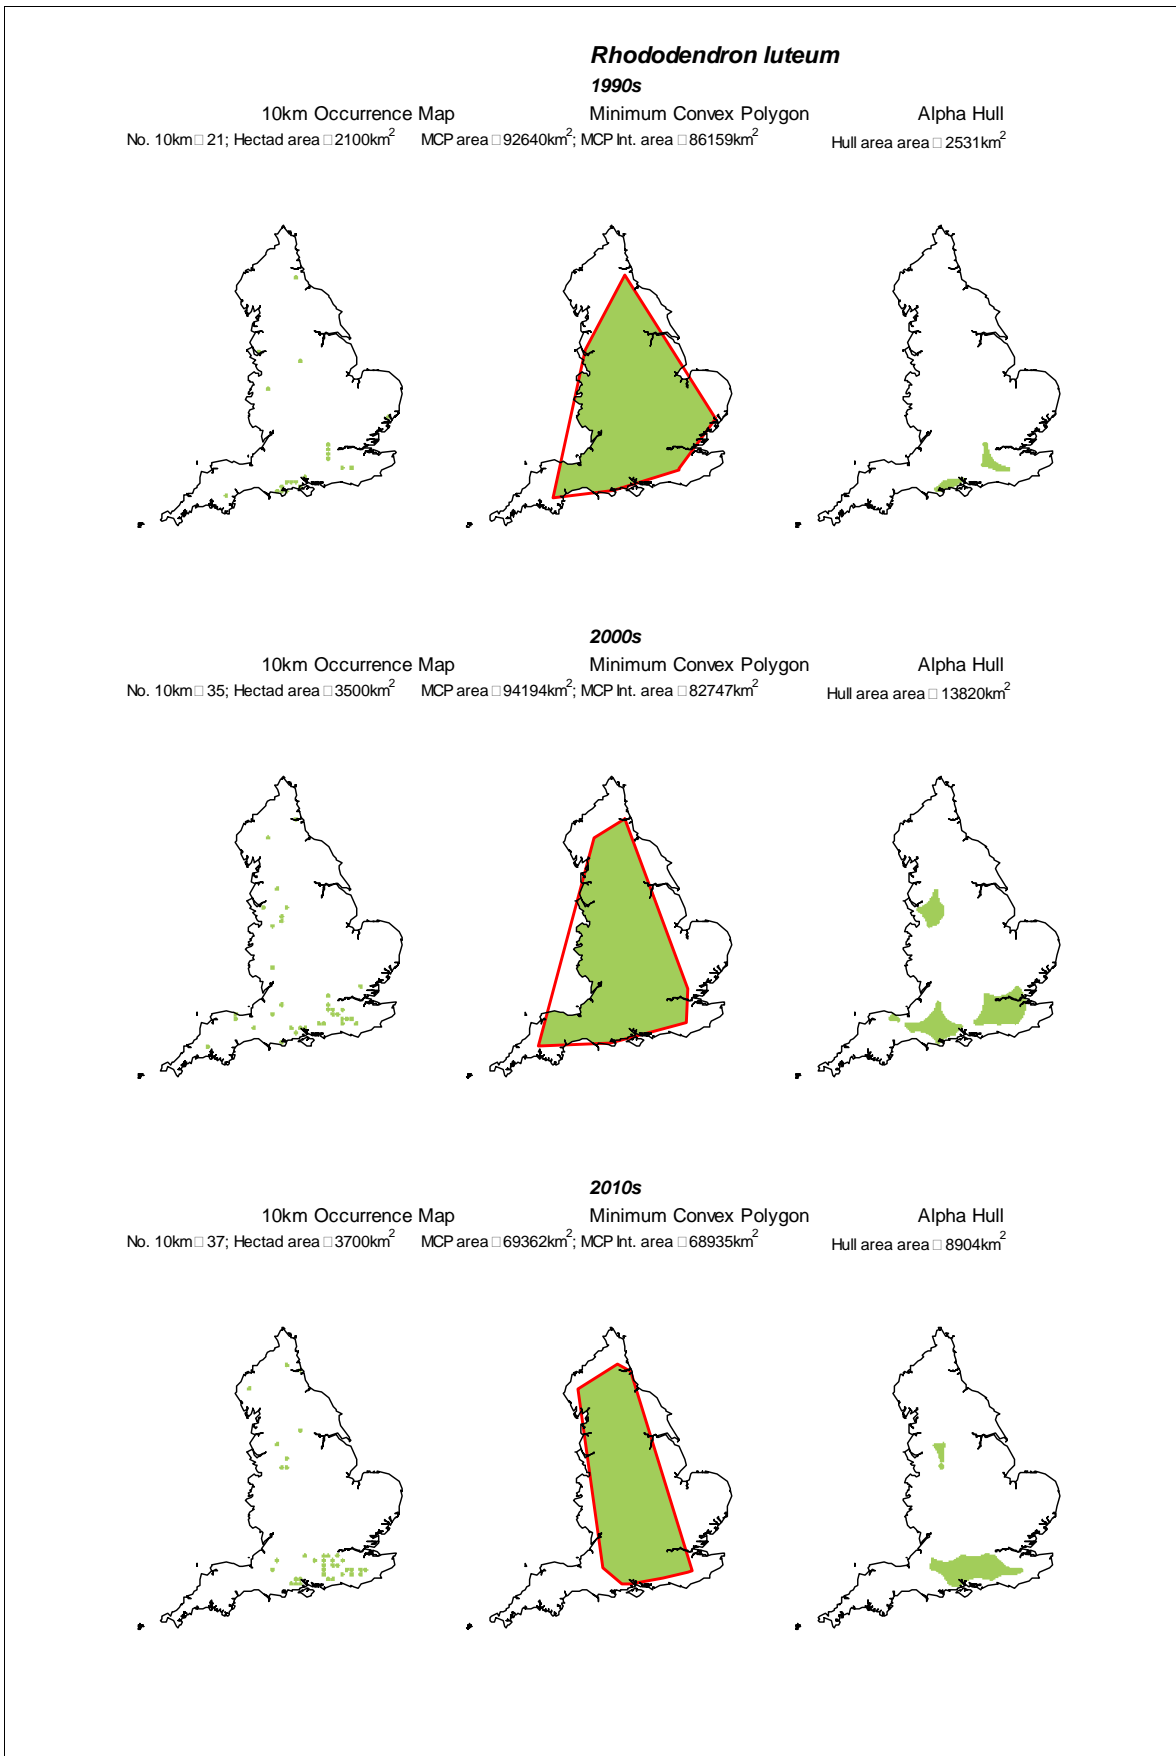 Rhododendron luteum
1990s
10km Occurrence Map Minimum Convex Polygon Alpha Hull
No. 10km□21; Hectad area□2100km² MCP area□92640km²; MCP Int. area□86159km² Hull area area□2531km²
2000s
10km Occurrence Map Minimum Convex Polygon Alpha Hull
No. 10km□35; Hectad area□3500km² MCP area□94194km²; MCP Int. area□82747km² Hull area area□13820km²
2010s
10km Occurrence Map Minimum Convex Polygon Alpha Hull
No. 10km□37; Hectad area□3700km² MCP area□69362km²; MCP Int. area□68935km² Hull area area□8904km²